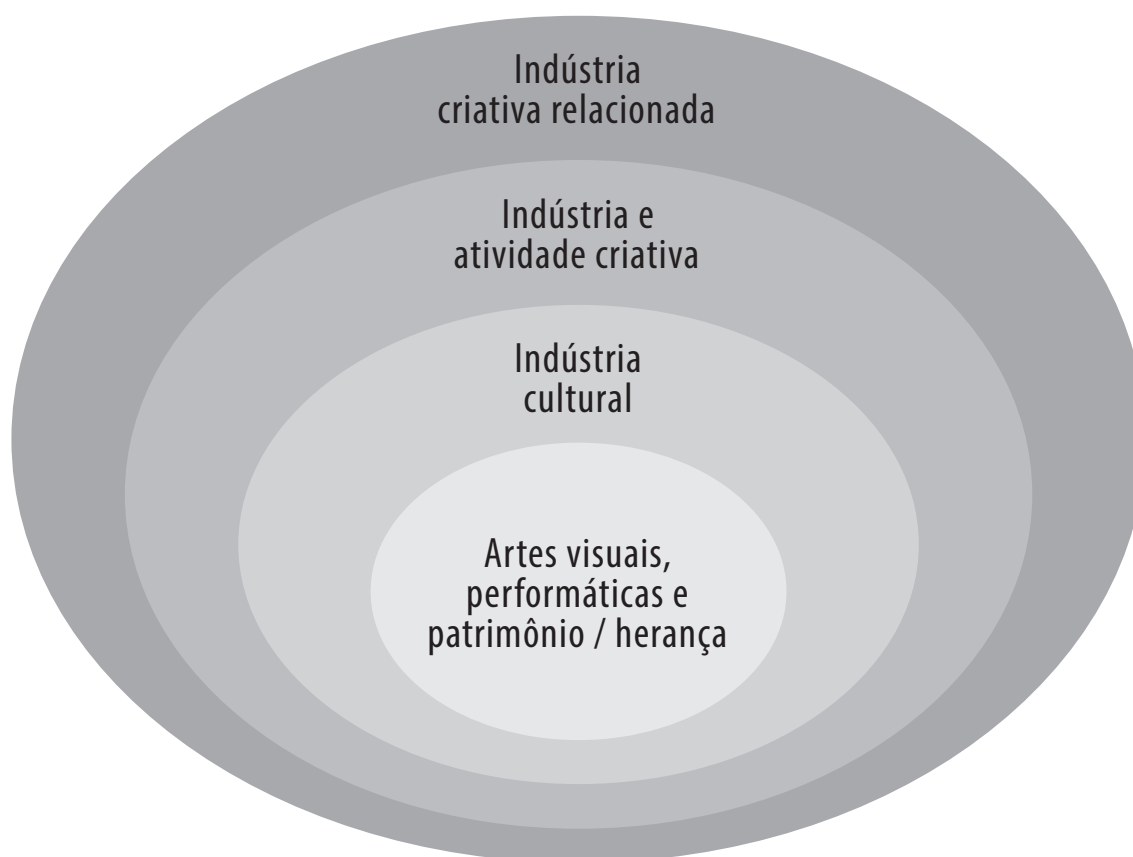 Indústria
criativa relacionada
Indústria e
atividade criativa
Indústria
cultural
Artes visuais,
performáticas e
patrimônio / herança